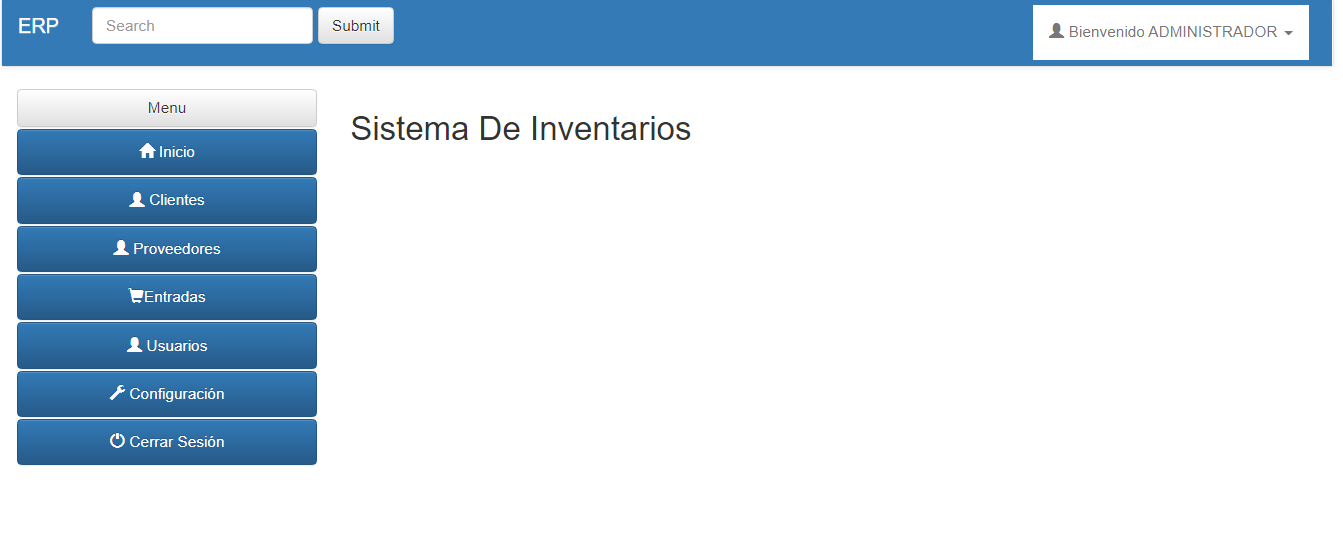 ERP Search Submit Bienvenido ADMINISTRADOR
Menu
Sistema De Inventarios
Inicio
Clientes
Proveedores
Entradas
Usuarios
Configuración
Cerrar Sesión